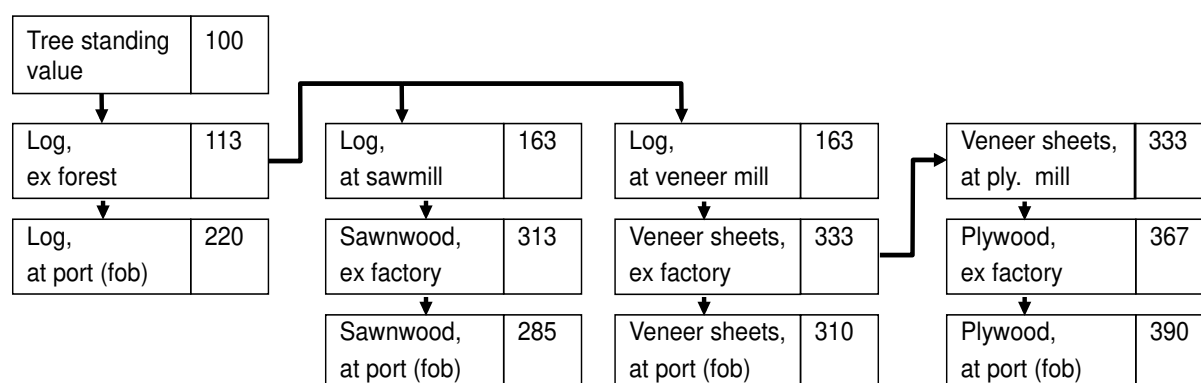 Tree standing 100
value
Log, 113
ex forest
Log, 163
at sawmill
Log, 163
at veneer mill
Veneer sheets, 333
at ply. mill
Log, 220
at port (fob)
Sawnwood, 313
ex factory
Veneer sheets, 333
ex factory
Plywood, 367
ex factory
Sawnwood, 285
at port (fob)
Veneer sheets, 310
at port (fob)
Plywood, 390
at port (fob)